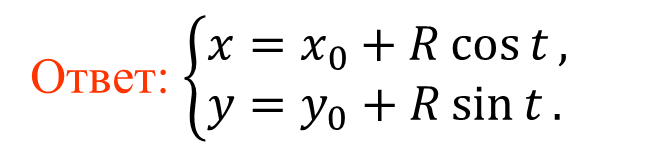 Ответ: { x = x₀ + R cos t,
y = y₀ + R sin t.